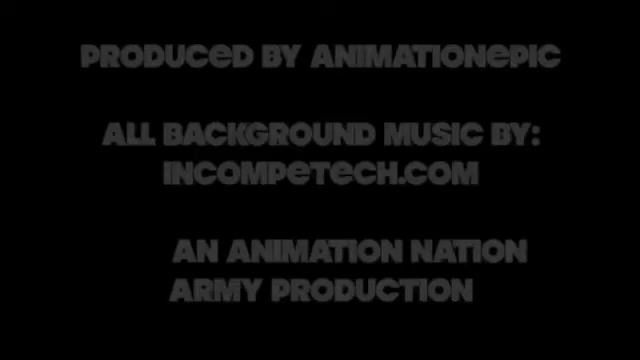 PRODUCED BY ANIMATIONEPIC
ALL BACKGROUND MUSIC BY:
INCOMPETECH.COM
AN ANIMATION NATION
ARMY PRODUCTION